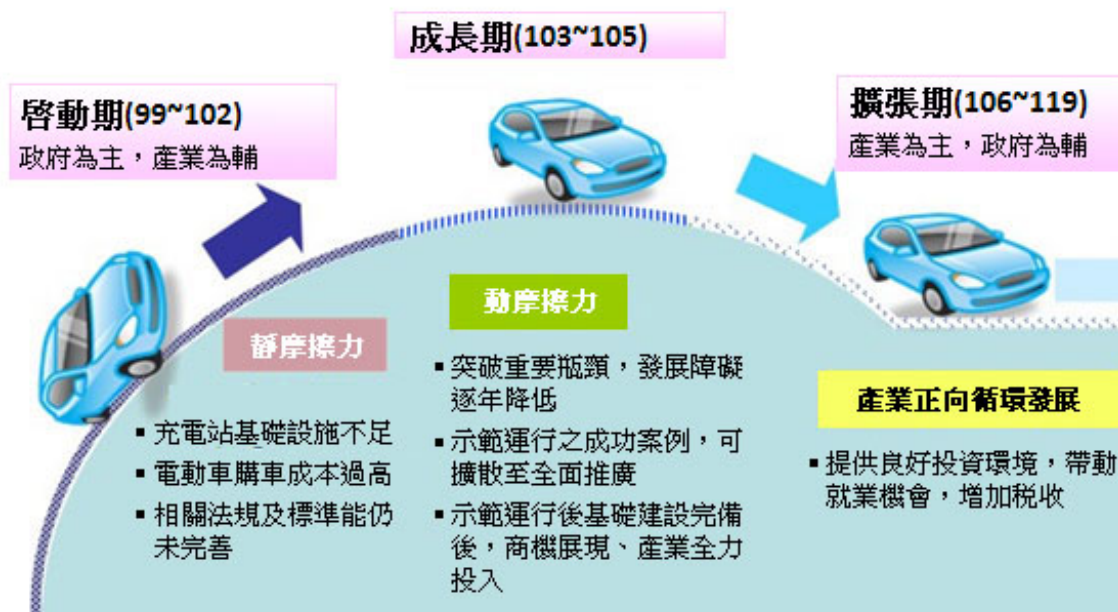 成長期(103~105)
啓動期(99~102)
政府為主，產業為輔
擴張期(106~119)
產業為主，政府為輔
靜摩擦力
▪ 充電站基礎設施不足
▪ 電動車購車成本過高
▪ 相關法規及標準能仍
未完善
動摩擦力
▪ 突破重要瓶頸，發展障礙
逐年降低
▪ 示範運行之成功案例，可
擴散至全面推廣
▪ 示範運行後基礎建設完備
後，商機展現、產業全力
投入
產業正向循環發展
▪ 提供良好投資環境，帶動
就業機會，增加稅收